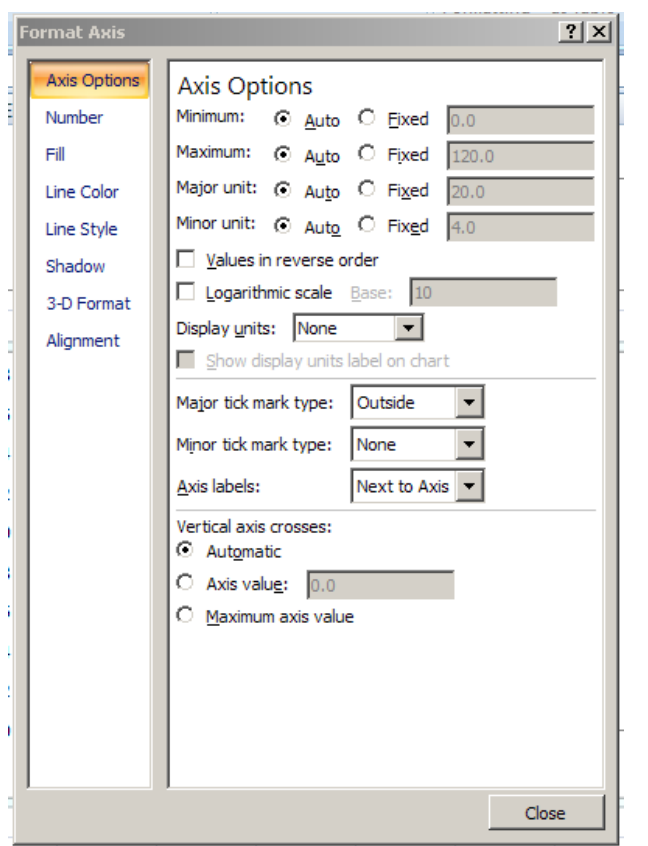 Format Axis
Axis Options
Number
Fill
Line Color
Line Style
Shadow
3-D Format
Alignment
Axis Options
Minimum: Auto Fixed 0.0
Maximum: Auto Fixed 120.0
Major unit: Auto Fixed 20.0
Minor unit: Auto Fixed 4.0
Values in reverse order
Logarithmic scale Base: 10
Display units: None
Show display units label on chart
Major tick mark type: Outside
Minor tick mark type: None
Axis labels: Next to Axis
Vertical axis crosses:
Automatic
Axis value: 0.0
Maximum axis value
Close